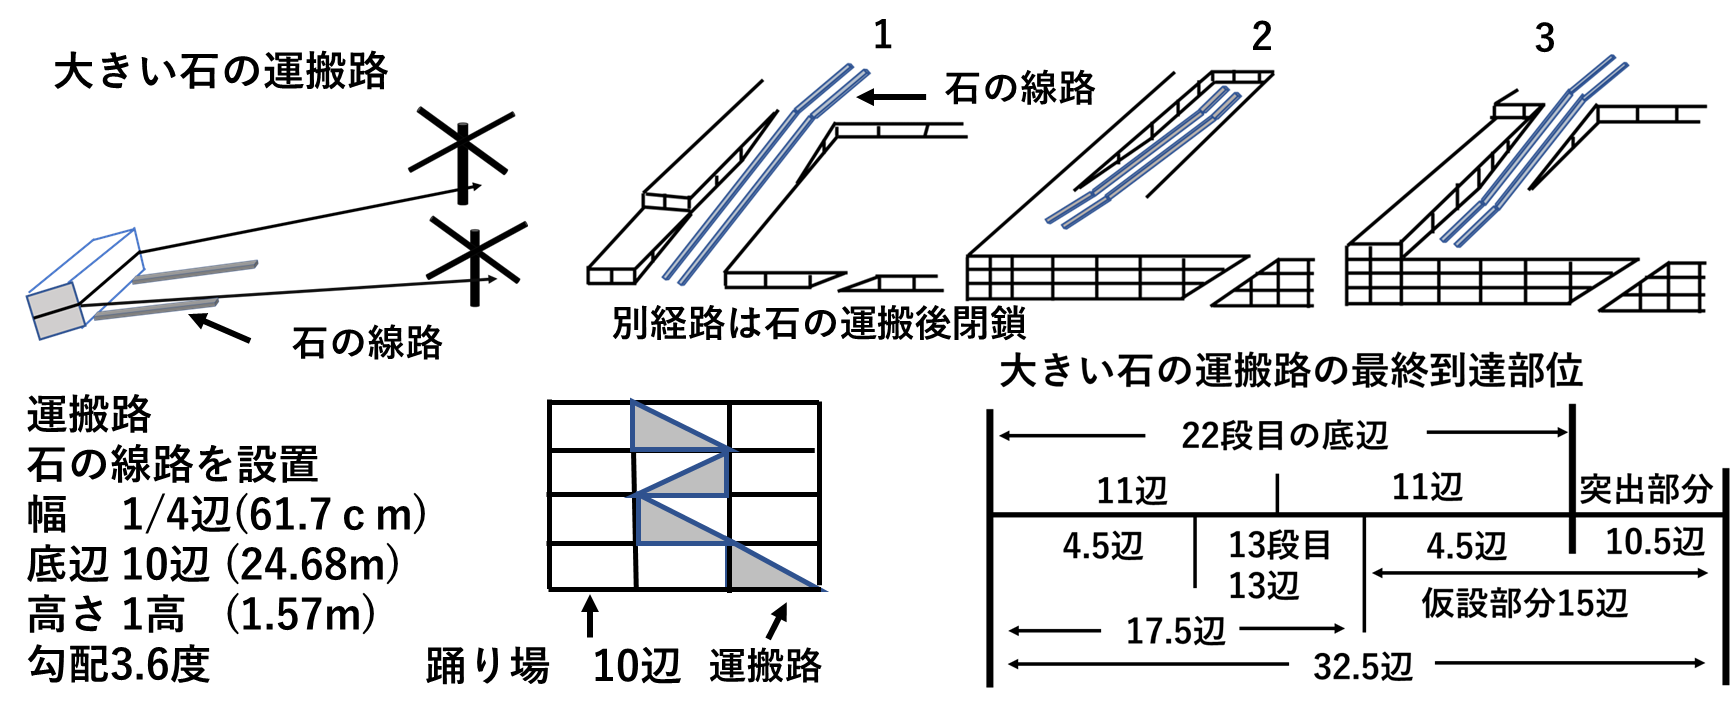 大きい石の運搬路
石の線路
1
2
3
石の線路
別経路は石の運搬後閉鎖
運搬路
石の線路を設置
幅 1/4辺(61.7ｃｍ)
底辺 10辺 (24.68m)
高さ 1高 (1.57m)
勾配3.6度
踊り場 10辺 運搬路
大きい石の運搬路の最終到達部位
22段目の底辺
11辺
11辺
突出部分
4.5辺
13段目
13辺
4.5辺
10.5辺
仮設部分15辺
17.5辺
32.5辺